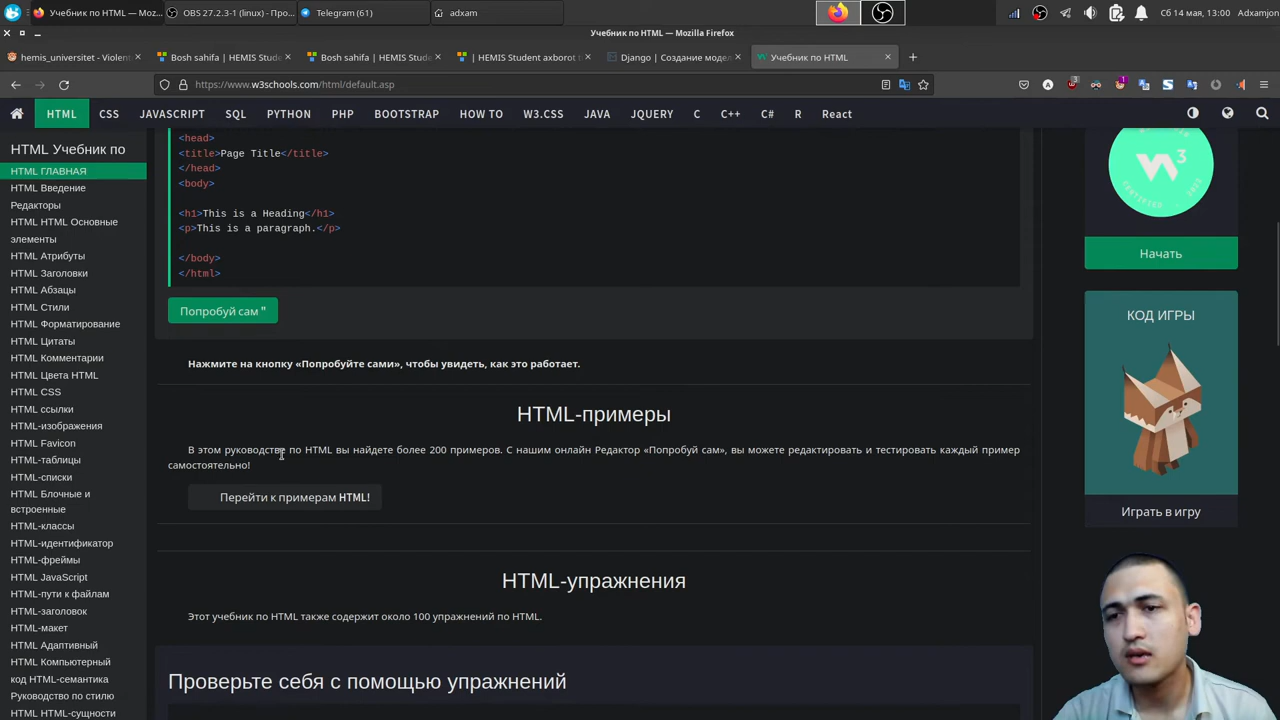 Учебник по HTML — Moz...
OBS 27.2.3-1 (linux) - Про...
Telegram (61)
adxam
Сб 14 мая, 13:00
Adxamjon
Учебник по HTML — Mozilla Firefox
hemis_universitet - Violent
Bosh sahifa | HEMIS Stude
Bosh sahifa | HEMIS Stude
| HEMIS Student axborot t
Django | Создание модел
Учебник по HTML
https://www.w3schools.com/html/default.asp
3
1
HTML
CSS
JAVASCRIPT
SQL
PYTHON
PHP
BOOTSTRAP
HOW TO
W3.CSS
JAVA
JQUERY
C
C++
C#
R
React
HTML Учебник по
HTML ГЛАВНАЯ
HTML Введение
Редакторы
HTML HTML Основные
элементы
HTML Атрибуты
HTML Заголовки
HTML Абзацы
HTML Стили
HTML Форматирование
HTML Цитаты
HTML Комментарии
HTML Цвета HTML
HTML CSS
HTML ссылки
HTML-изображения
HTML Favicon
HTML-таблицы
HTML-списки
HTML Блочные и
встроенные
HTML-классы
HTML-идентификатор
HTML-фреймы
HTML JavaScript
HTML-пути к файлам
HTML-заголовок
HTML-макет
HTML Адаптивный
HTML Компьютерный
код HTML-семантика
Руководство по стилю
HTML HTML-сущности
<head>
<title>Page Title</title>
</head>
<body>
<h1>This is a Heading</h1>
<p>This is a paragraph.</p>
</body>
</html>
Попробуй сам "
Нажмите на кнопку «Попробуйте сами», чтобы увидеть, как это работает.
HTML-примеры
В этом руководстве по HTML вы найдете более 200 примеров. С нашим онлайн Редактор «Попробуй сам», вы можете редактировать и тестировать каждый пример
самостоятельно!
Перейти к примерам HTML!
HTML-упражнения
Этот учебник по HTML также содержит около 100 упражнений по HTML.
Проверьте себя с помощью упражнений
Начать
КОД ИГРЫ
Играть в игру